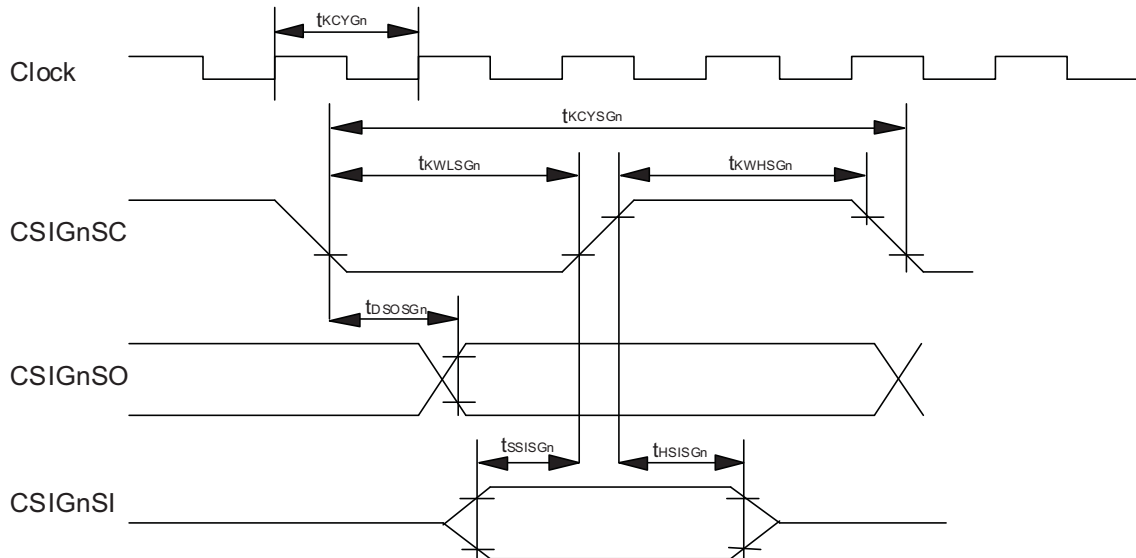 tKCYGn
Clock
tKCYSGn
tKWLSGn
tKWHSGn
CSIGnSC
tDSOSGn
CSIGnSO
tSSISGn
tHSISGn
CSIGnSI